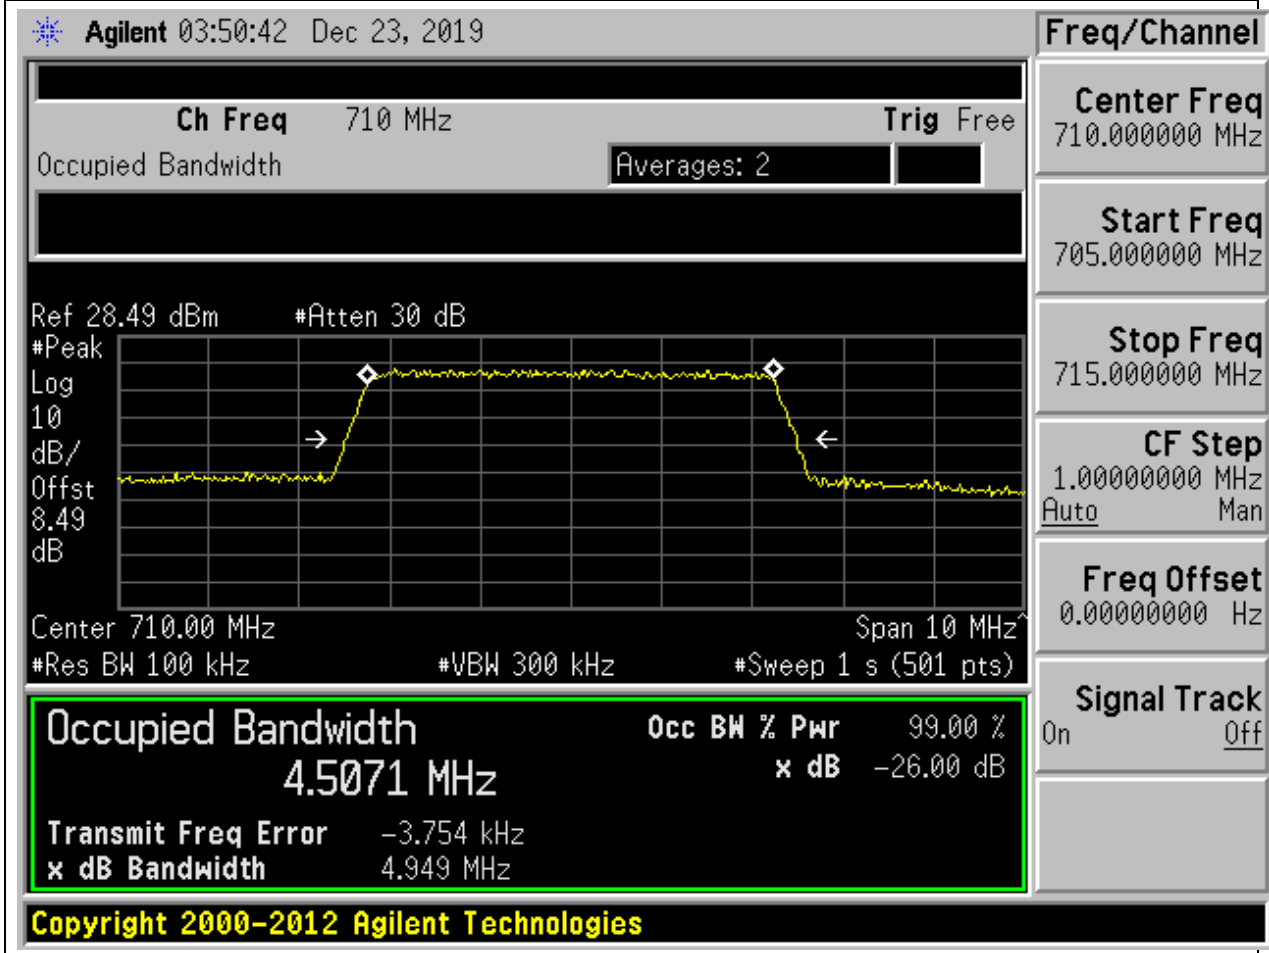 Agilent 03:50:42 Dec 23, 2019
Freq/Channel
Ch Freq 710 MHz Trig Free
Occupied Bandwidth Averages: 2
Ref 28.49 dBm #Atten 30 dB
#Peak
Log
10
dB/
Offst
8.49
dB
Center 710.00 MHz Span 10 MHz^
#Res BW 100 kHz #VBW 300 kHz #Sweep 1 s (501 pts)
Occupied Bandwidth Occ BW % Pwr 99.00 %
4.5071 MHz x dB -26.00 dB
Transmit Freq Error -3.754 kHz
x dB Bandwidth 4.949 MHz
Copyright 2000-2012 Agilent Technologies
Center Freq
710.000000 MHz
Start Freq
705.000000 MHz
Stop Freq
715.000000 MHz
CF Step
1.00000000 MHz
Auto Man
Freq Offset
0.00000000 Hz
Signal Track
On Off